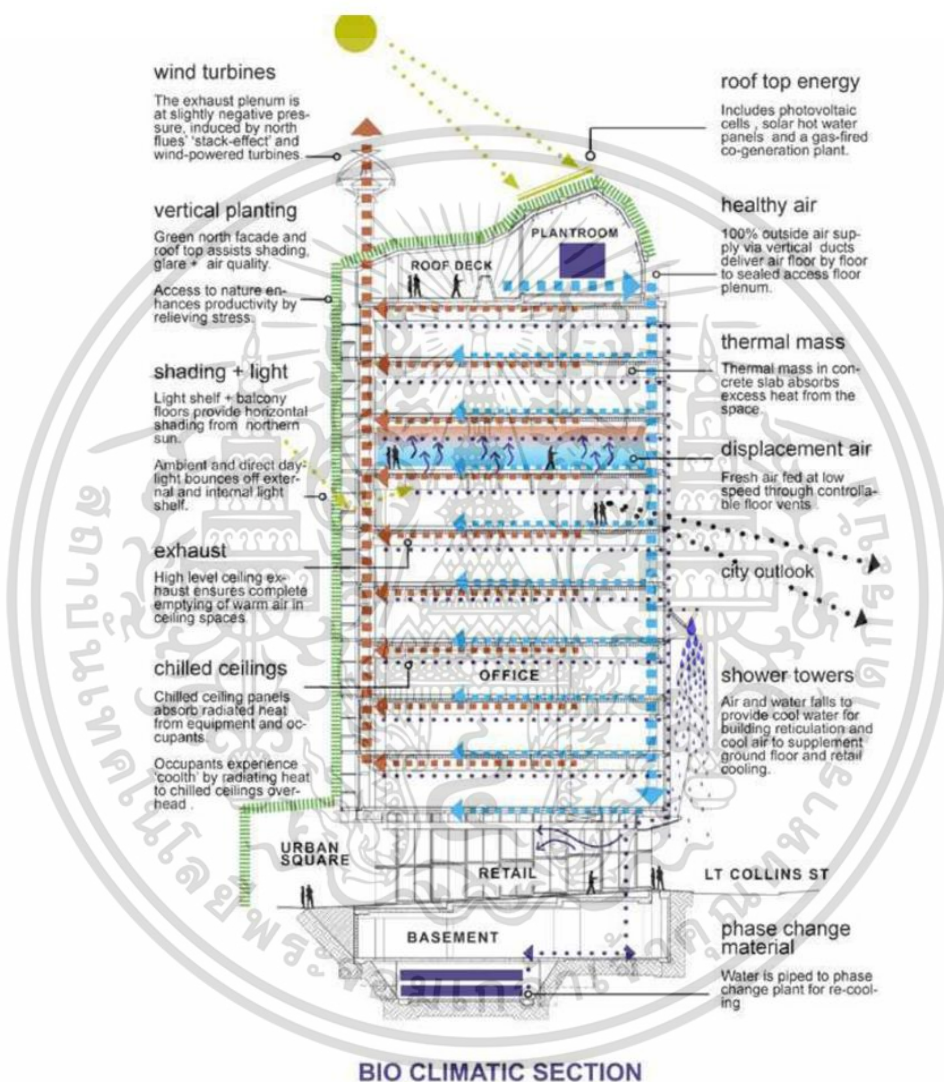 wind turbines
The exhaust plenum is
at slightly negative pres-
sure, induced by north
flues' 'stack-effect' and
wind-powered turbines
vertical planting
Green north facade and
roof top assists shading,
glare + air quality.
Access to nature en-
hances productivity by
relieving stress.
shading + light
Light shelf + balcony
floors provide horizontal
shading from northern
sun.
Ambient and direct day-
light bounces off exter-
nal and internal light
shelf.
exhaust
High level ceiling ex-
haust ensures complete
emptying of warm air in
ceiling spaces.
chilled ceilings
Chilled ceiling panels
absorb radiated heat
from equipment and oc-
cupants.
Occupants experience
'coolth' by radiating heat
to chilled ceilings over-
head .
URBAN
SQUARE
ROOF DECK
PLANTROOM
OFFICE
RETAIL
BASEMENT
roof top energy
Includes photovoltaic
cells , solar hot water
panels and a gas-fired
co-generation plant.
healthy air
100% outside air sup-
ply via vertical ducts
deliver air floor by floor
to sealed access floor
plenum.
thermal mass
Thermal mass in con-
crete slab absorbs
excess heat from the
space.
displacement air
Fresh air fed at low
speed through controlla-
ble floor vents
city outlook
shower towers
Air and water falls to
provide cool water for
building reticulation and
cool air to supplement
ground floor and retail
cooling.
LT COLLINS ST
phase change
material
Water is piped to phase
change plant for re-cool-
ing
BIO CLIMATIC SECTION